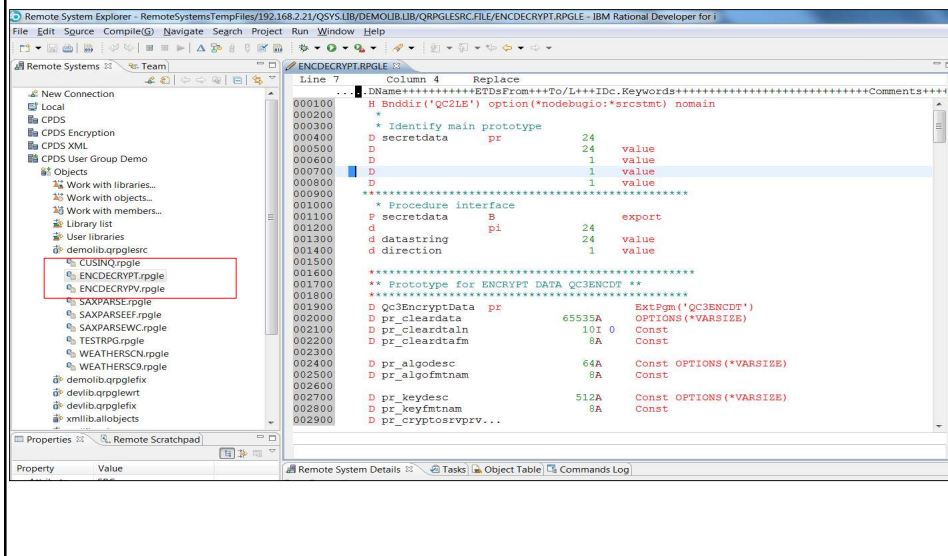 Remote System Explorer - RemoteSystemsTempFiles/192.168.2.21/QSYS.LIB/DEMOLIB.LIB/QRPGLESRC.FILE/ENCDECRYPT.RPGLE - IBM Rational Developer for i
File Edit Source Compile(G) Navigate Search Project Run Window Help
Remote Systems Team
New Connection
Local
CPDS
CPDS Encryption
CPDS XML
CPDS User Group Demo
Objects
Work with libraries...
Work with objects...
Work with members...
Library list
User libraries
demolib.qrpglesrc
CUSINQ.rpgle
ENCDECRYPT.rpgle
ENCDECRYPV.rpgle
SAXPARSE.rpgle
SAXPARSEEF.rpgle
SAXPARSEWC.rpgle
TESTRPG.rpgle
WEATHERSCN.rpgle
WEATHERSC9.rpgle
demolib.qrpglefix
devlib.qrpglewrt
devlib.qrpglefix
xmllib.allobjects
Properties Remote Scratchpad
Property Value
ENCDECRYPT.RPGLE
Line 7 Column 4 Replace
.....DName+++++++++++ETDsFrom+++To/L+++IDc.Keywords+++++++++++++++++++++++++++++Comments++++
000100 H Bnddir('QC2LE') option(*nodebugio:*srcstmt) nomain
000200 *
000300 * Identify main prototype
000400 D secretdata pr 24
000500 D 24 value
000600 D 1 value
000700 D 1 value
000800 D 1 value
000900 **************************************************
001000 * Procedure interface
001100 P secretdata B export
001200 d pi 24
001300 d datastring 24 value
001400 d direction 1 value
001500
001600 **************************************************
001700 ** Prototype for ENCRYPT DATA QC3ENCDT **
001800 **************************************************
001900 D Qc3EncryptData pr ExtPgm('QC3ENCDT')
002000 D pr_cleardata 65535A OPTIONS(*VARSIZE)
002100 D pr_cleardtaln 10I 0 Const
002200 D pr_cleardtafm 8A Const
002300
002400 D pr_algodesc 64A Const OPTIONS(*VARSIZE)
002500 D pr_algofmtnam 8A Const
002600
002700 D pr_keydesc 512A Const OPTIONS(*VARSIZE)
002800 D pr_keyfmtnam 8A Const
002900 D pr_cryptosrvprv...
Remote System Details Tasks Object Table Commands Log